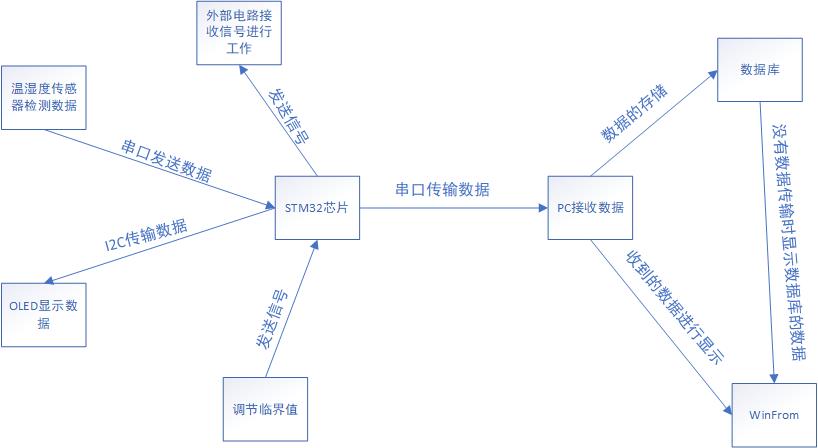 外部电路接
收信号进行
工作
温湿度传感
器检测数据
发送信号
串口发送数据
STM32芯片
I2C传输数据
OLED显示数
据
发送信号
调节临界值
串口传输数据
PC接收数据
数据的存储
数据库
没有数据传输时显示数据库的数据
收到的数据进行显示
WinFrom